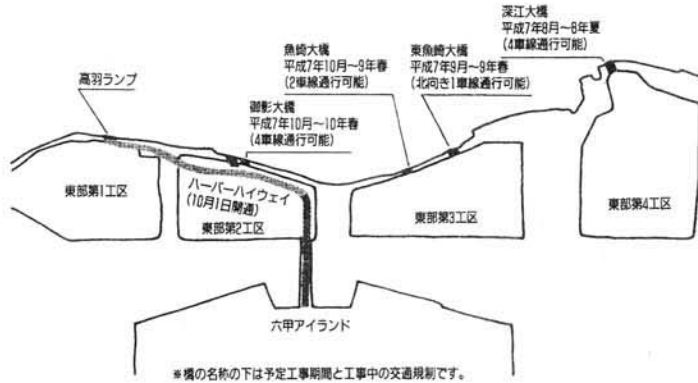 深江大橋
平成7年8月〜8年夏
(4車線通行可能)
魚崎大橋
平成7年10月〜9年春
(2車線通行可能)
東魚崎大橋
平成7年9月〜9年春
(北向き1車線通行可能)
高羽ランプ
御影大橋
平成7年10月〜10年春
(4車線通行可能)
東部第1工区
ハーバーハイウェイ
(10月1日開通)
東部第2工区
東部第3工区
東部第4工区
六甲アイランド
※橋の名称の下は予定工事期間と工事中の交通規制です。